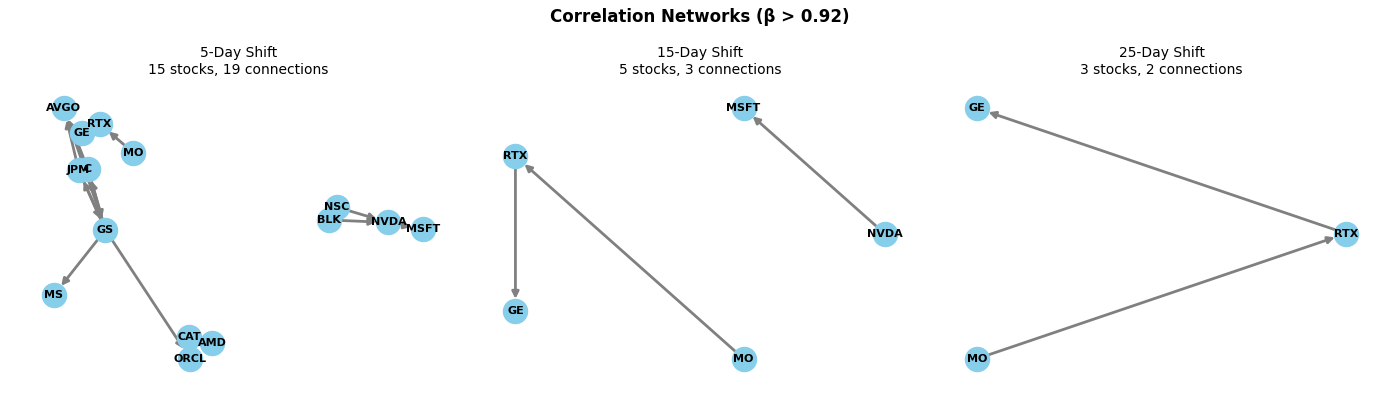 Correlation Networks (β > 0.92)
5-Day Shift
15 stocks, 19 connections
AVGO
GE
RTX
MO
JPM
C
GS
MS
CAT
AMD
ORCL
NSC
BLK
NVDA
MSFT
15-Day Shift
5 stocks, 3 connections
MSFT
RTX
NVDA
GE
MO
25-Day Shift
3 stocks, 2 connections
GE
RTX
MO